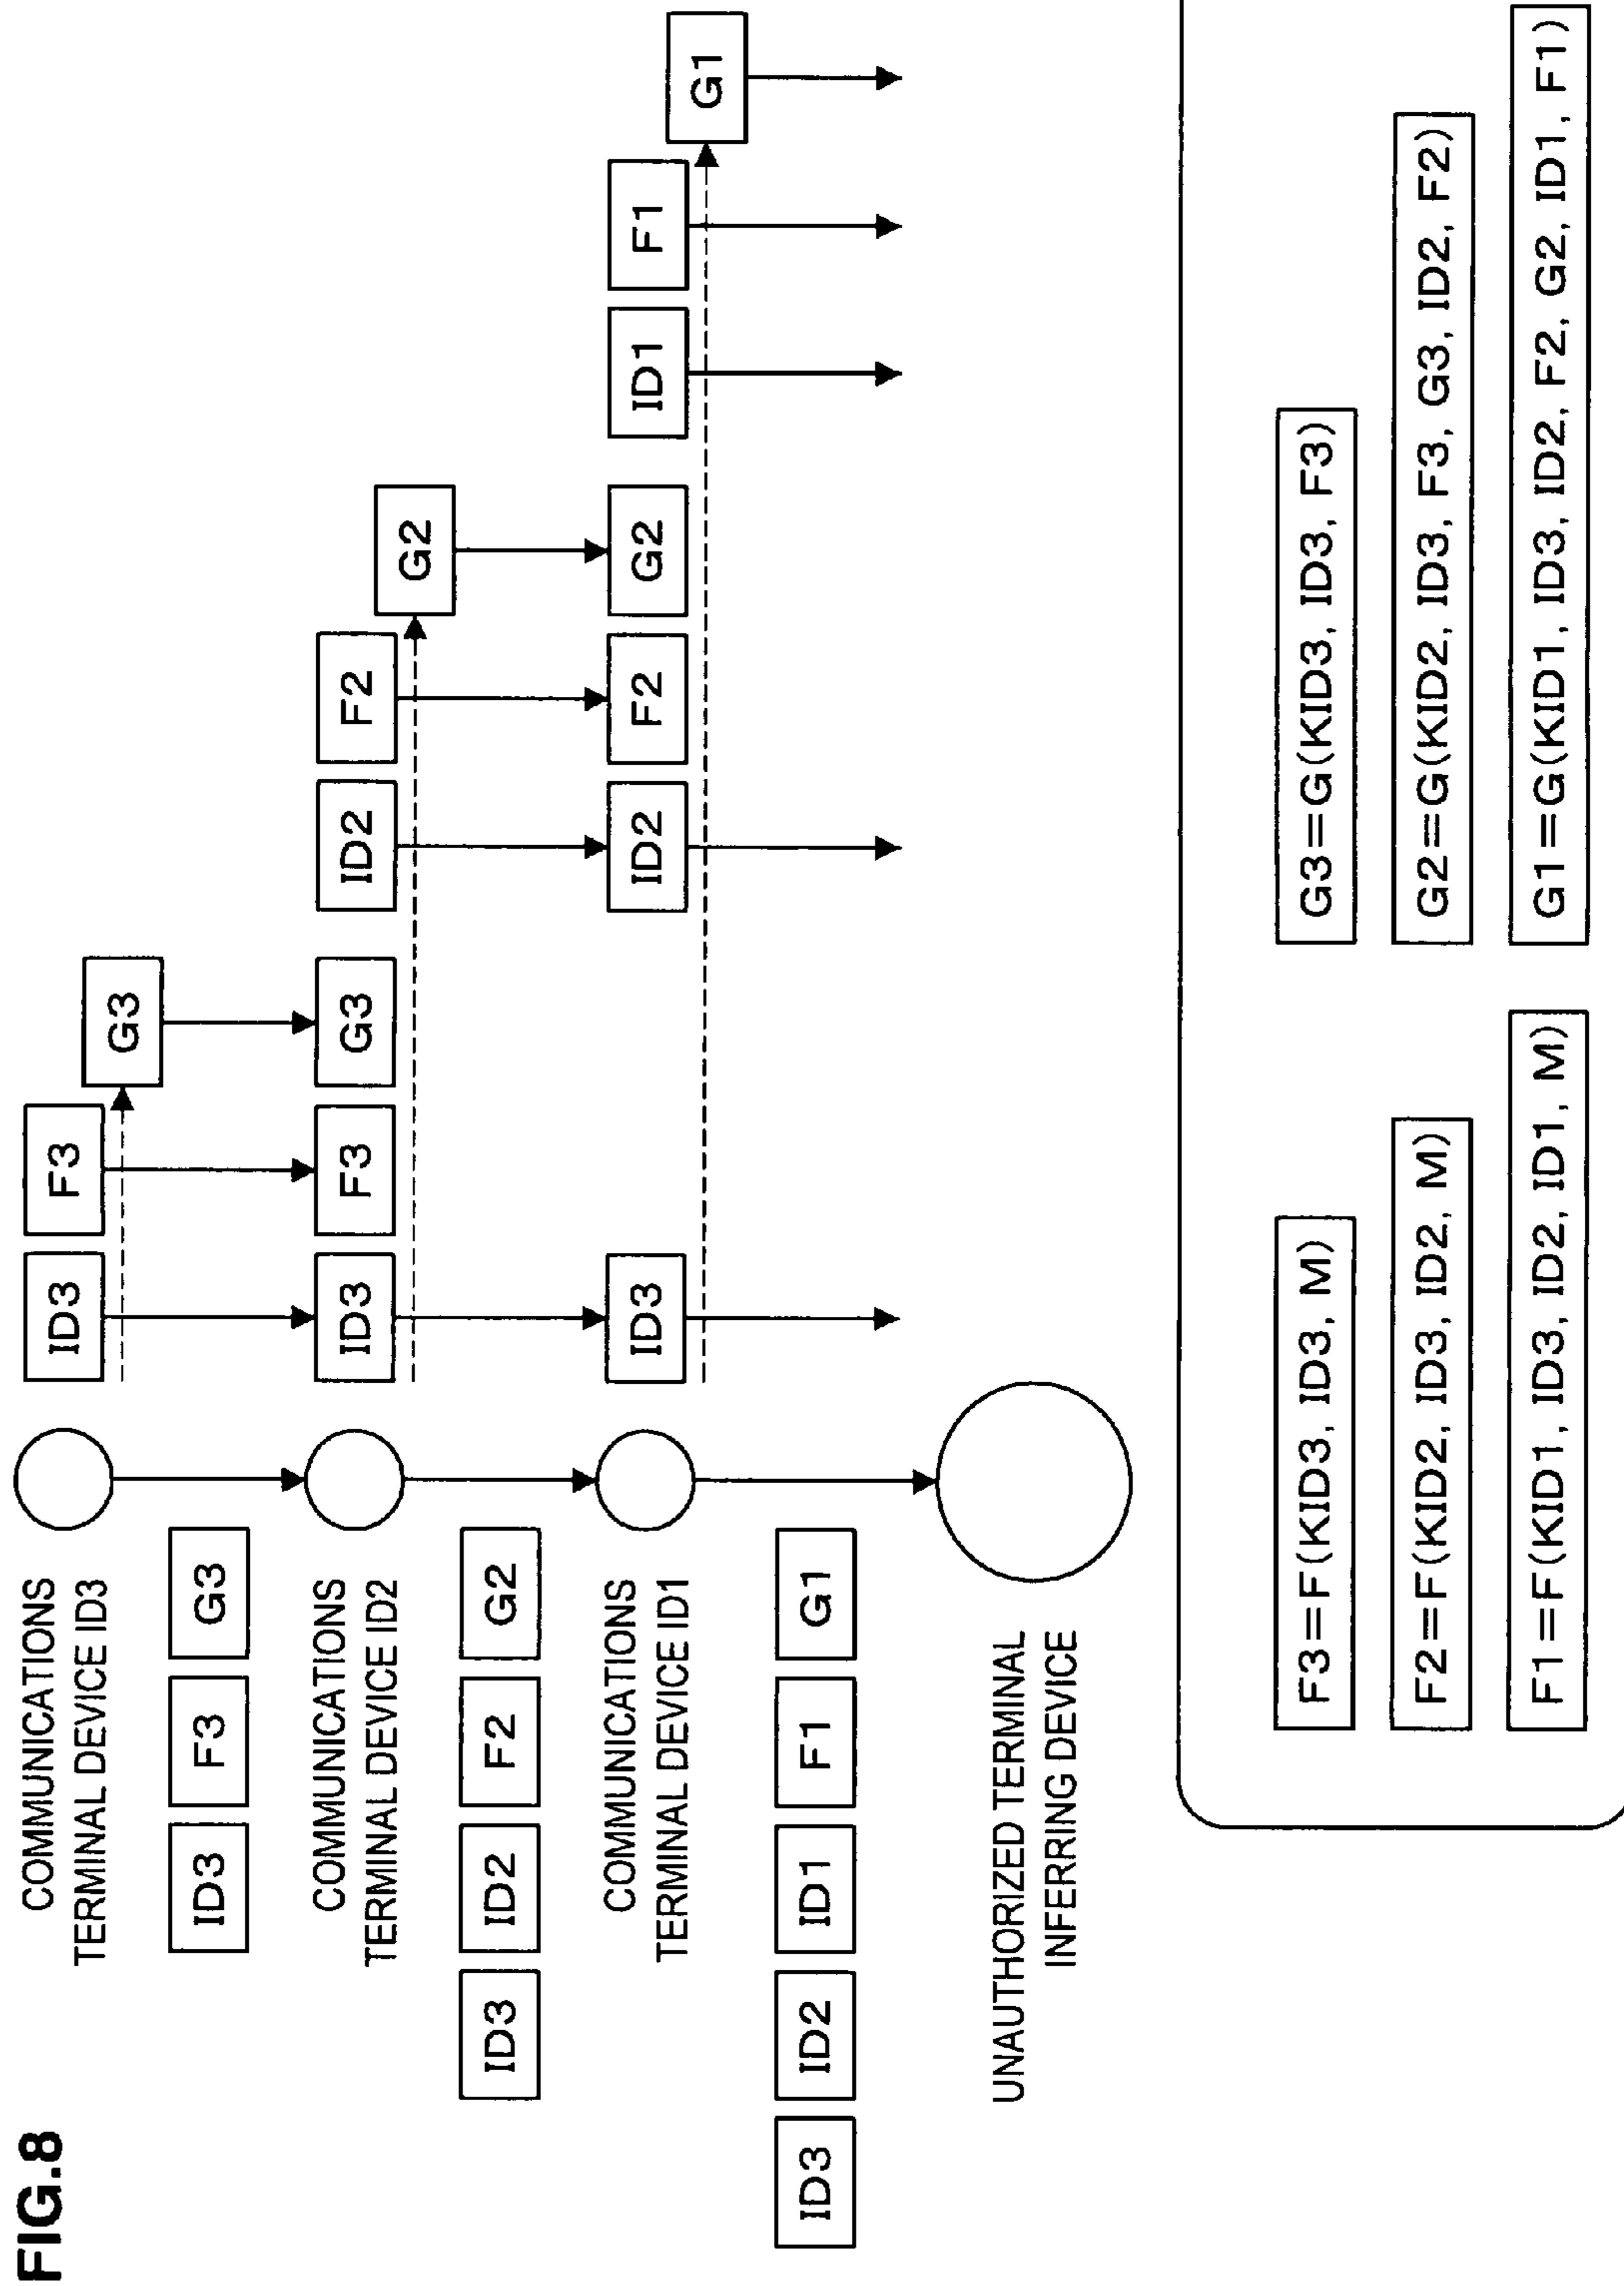 FIG.8
COMMUNICATIONS
TERMINAL DEVICE ID3
ID3 F3
G3
ID3 F3 G3
COMMUNICATIONS
TERMINAL DEVICE ID2
ID3 F3 G3 ID2 F2
G2
ID3 ID2 F2 G2
COMMUNICATIONS
TERMINAL DEVICE ID1
ID3 ID2 F2 G2 ID1 F1
G1
ID3 ID2 ID1 F1 G1
UNAUTHORIZED TERMINAL
INFERRING DEVICE
F3=F(KID3, ID3, M) G3=G(KID3, ID3, F3)
F2=F(KID2, ID3, ID2, M) G2=G(KID2, ID3, F3, G3, ID2, F2)
F1=F(KID1, ID3, ID2, ID1, M) G1=G(KID1, ID3, ID2, F2, G2, ID1, F1)